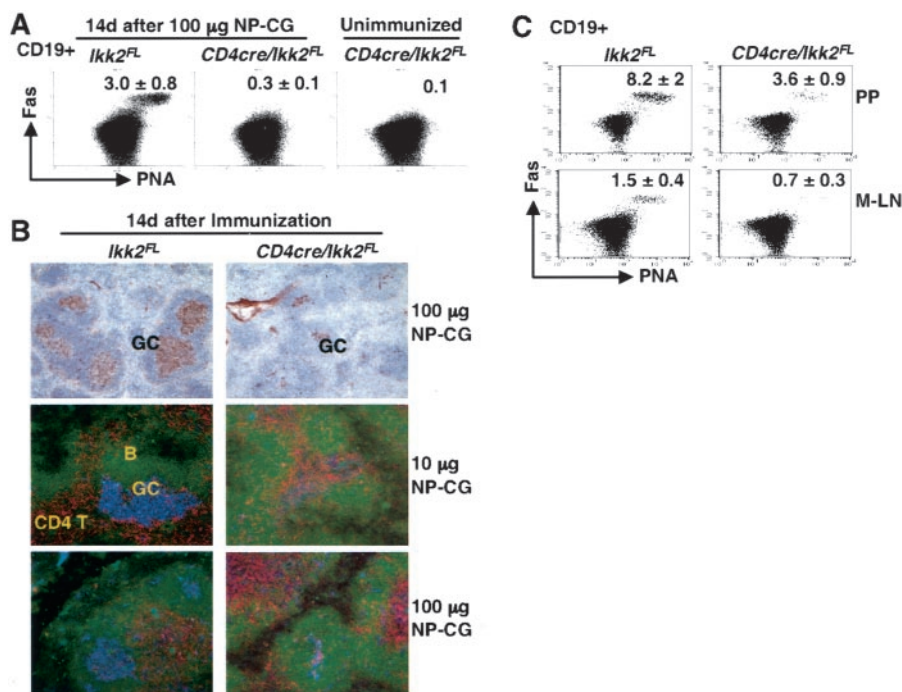 A
14d after 100 µg NP-CG
Unimmunized
CD19+
Ikk2FL
CD4cre/Ikk2FL
3.0 ± 0.8
0.3 ± 0.1
0.1
Fas
PNA
B
14d after Immunization
Ikk2FL
CD4cre/Ikk2FL
GC
GC
100 µg
NP-CG
B
GC
CD4 T
10 µg
NP-CG
100 µg
NP-CG
C
CD19+
Ikk2FL
CD4cre/Ikk2FL
8.2 ± 2
3.6 ± 0.9
PP
1.5 ± 0.4
0.7 ± 0.3
M-LN
Fas
PNA